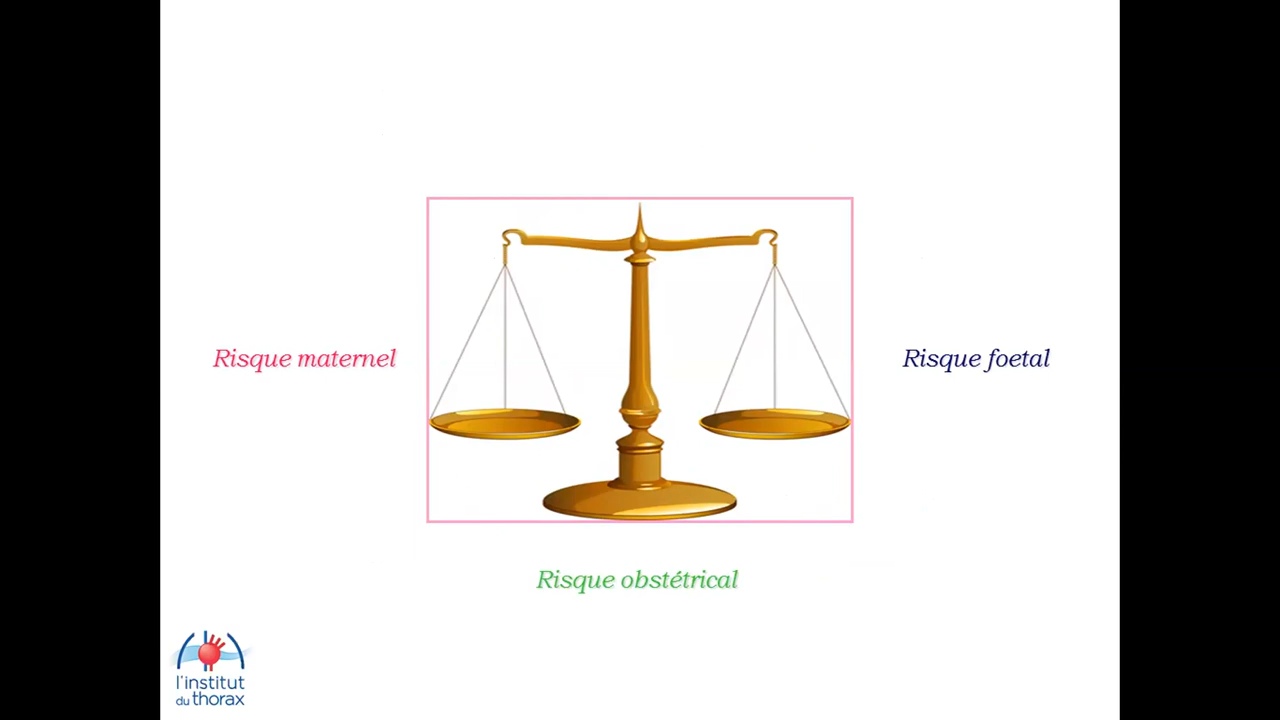 Risque maternel
Risque foetal
Risque obstétrical
l'institut
du thorax